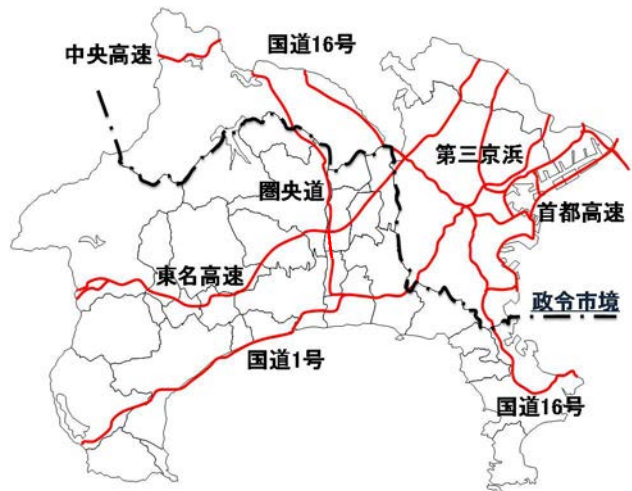 国道16号
中央高速
第三京浜
圏央道
首都高速
東名高速
政令市境
国道1号
国道16号